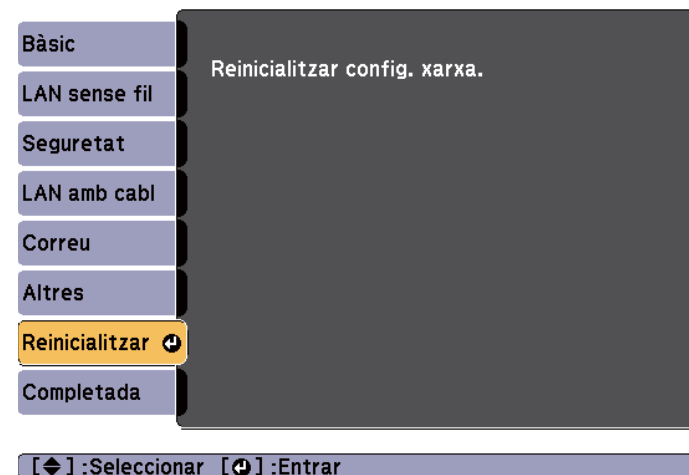 Bàsic
Reinicialitzar config. xarxa.
LAN sense fil
Seguretat
LAN amb cabl
Correu
Altres
Reinicialitzar
Completada
[◆] :Seleccionar [⏎] :Entrar